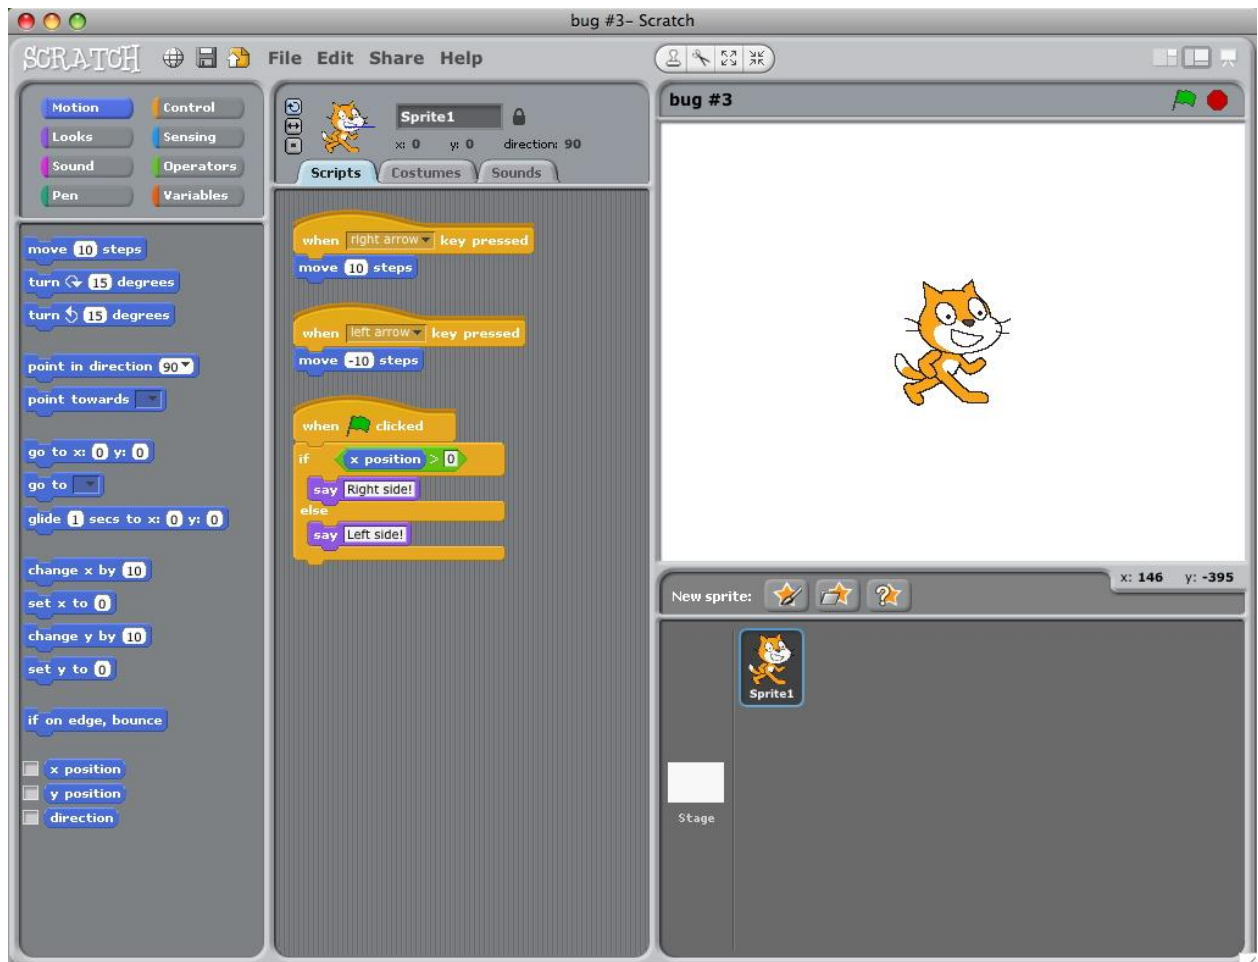 bug #3- Scratch
SCRATCH File Edit Share Help
Motion Control
Looks Sensing
Sound Operators
Pen Variables
move 10 steps
turn 15 degrees
turn 15 degrees
point in direction 90
point towards
go to x: 0 y: 0
go to
glide 1 secs to x: 0 y: 0
change x by 10
set x to 0
change y by 10
set y to 0
if on edge, bounce
x position
y position
direction
Sprite1
x: 0 y: 0 direction: 90
Scripts Costumes Sounds
when right arrow key pressed
move 10 steps
when left arrow key pressed
move -10 steps
when clicked
if x position > 0
say Right side!
else
say Left side!
bug #3
x: 146 y: -395
New sprite:
Sprite1
Stage